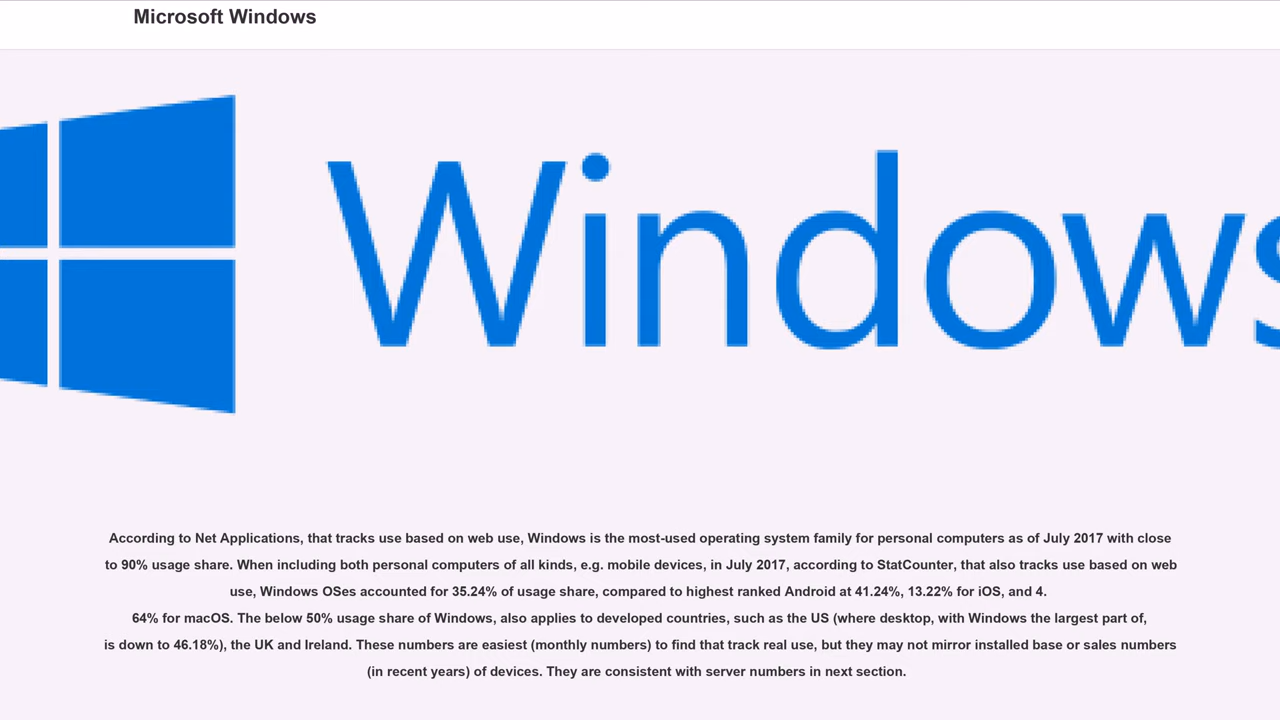 Microsoft Windows
Windows
According to Net Applications, that tracks use based on web use, Windows is the most-used operating system family for personal computers as of July 2017 with close
to 90% usage share. When including both personal computers of all kinds, e.g. mobile devices, in July 2017, according to StatCounter, that also tracks use based on web
use, Windows OSes accounted for 35.24% of usage share, compared to highest ranked Android at 41.24%, 13.22% for iOS, and 4.
64% for macOS. The below 50% usage share of Windows, also applies to developed countries, such as the US (where desktop, with Windows the largest part of,
is down to 46.18%), the UK and Ireland. These numbers are easiest (monthly numbers) to find that track real use, but they may not mirror installed base or sales numbers
(in recent years) of devices. They are consistent with server numbers in next section.